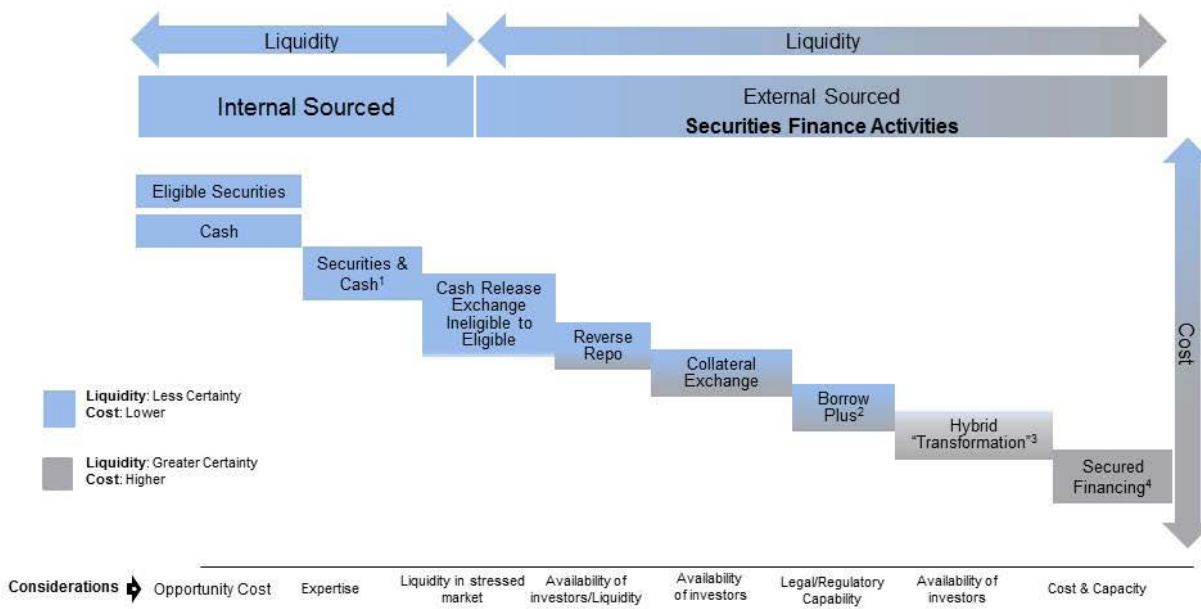 Liquidity
Liquidity
Internal Sourced
External Sourced
Securities Finance Activities
Eligible Securities
Cash
Securities &
Cash¹
Cash Release
Exchange
Ineligible to
Eligible
Reverse
Repo
Collateral
Exchange
Borrow
Plus²
Hybrid
“Transformation”³
Secured
Financing⁴
Cost
Liquidity: Less Certainty
Cost: Lower
Liquidity: Greater Certainty
Cost: Higher
Considerations
Opportunity Cost
Expertise
Liquidity in stressed
market
Availability of
investors/Liquidity
Availability
of investors
Legal/Regulatory
Capability
Availability of
investors
Cost & Capacity